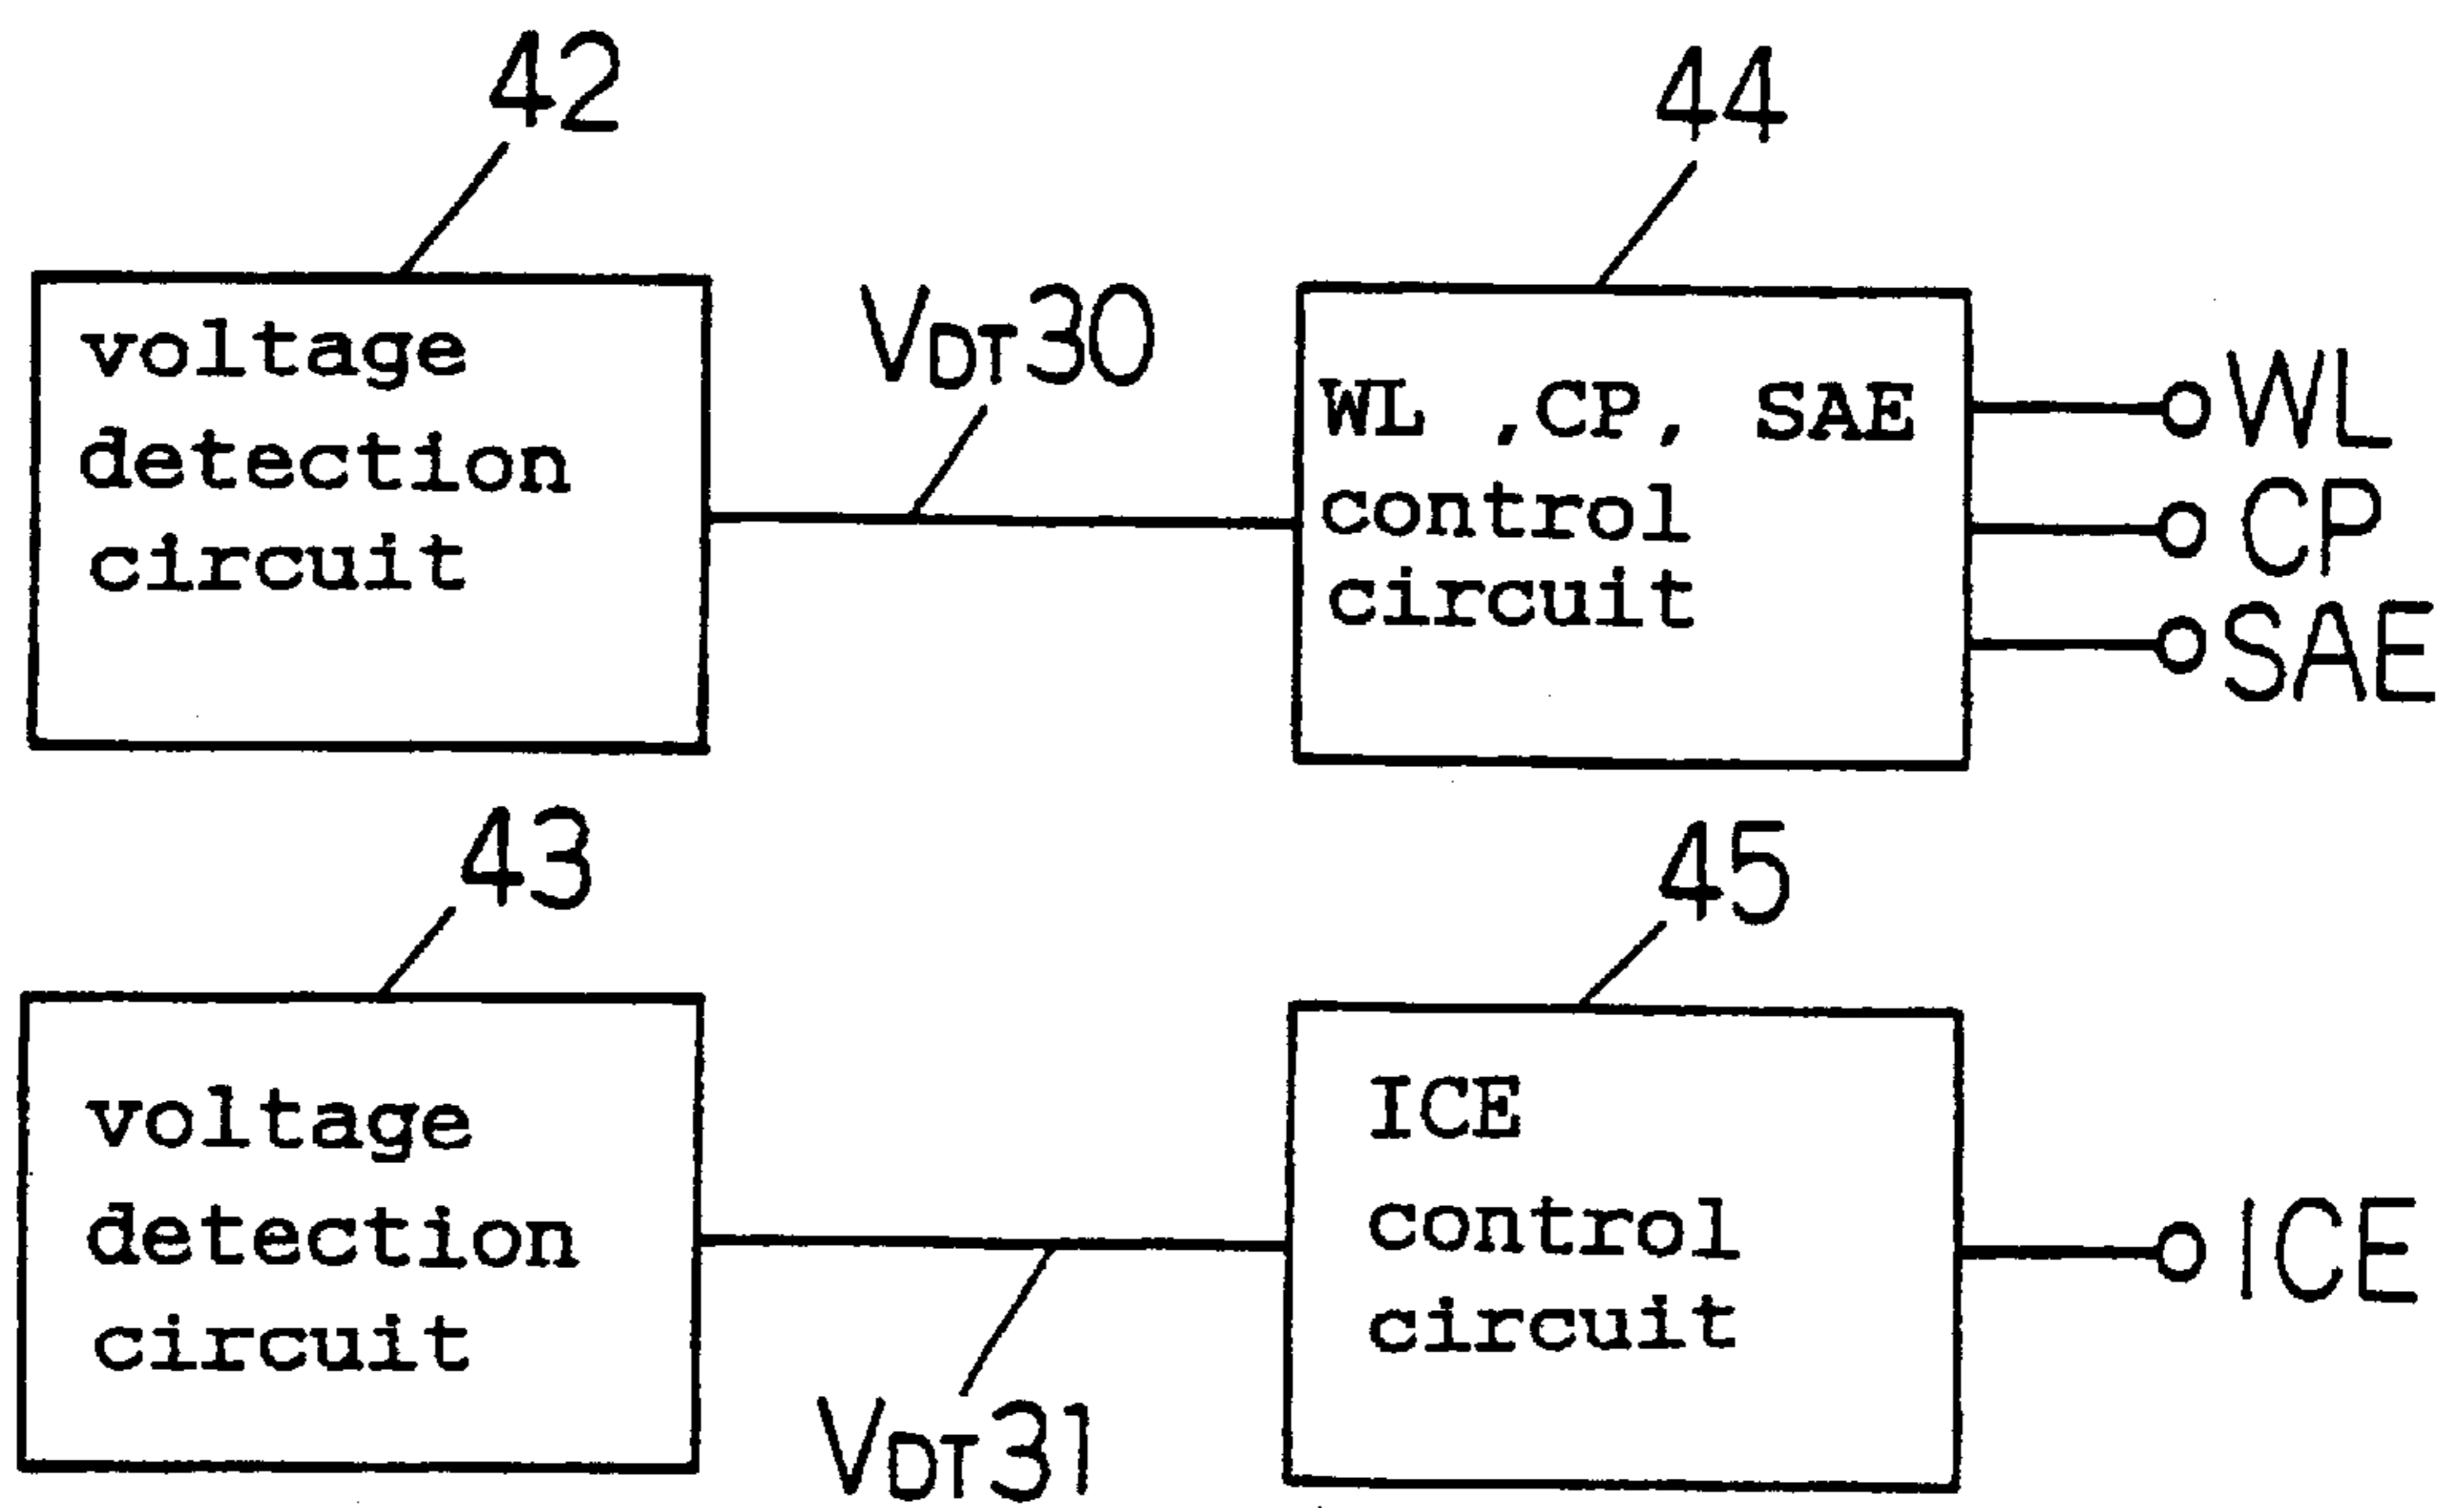 42
44
voltage
detection
circuit
VDT30
WL ,CP, SAE
control
circuit
WL
CP
SAE
43
45
voltage
detection
circuit
VDT31
ICE
control
circuit
ICE